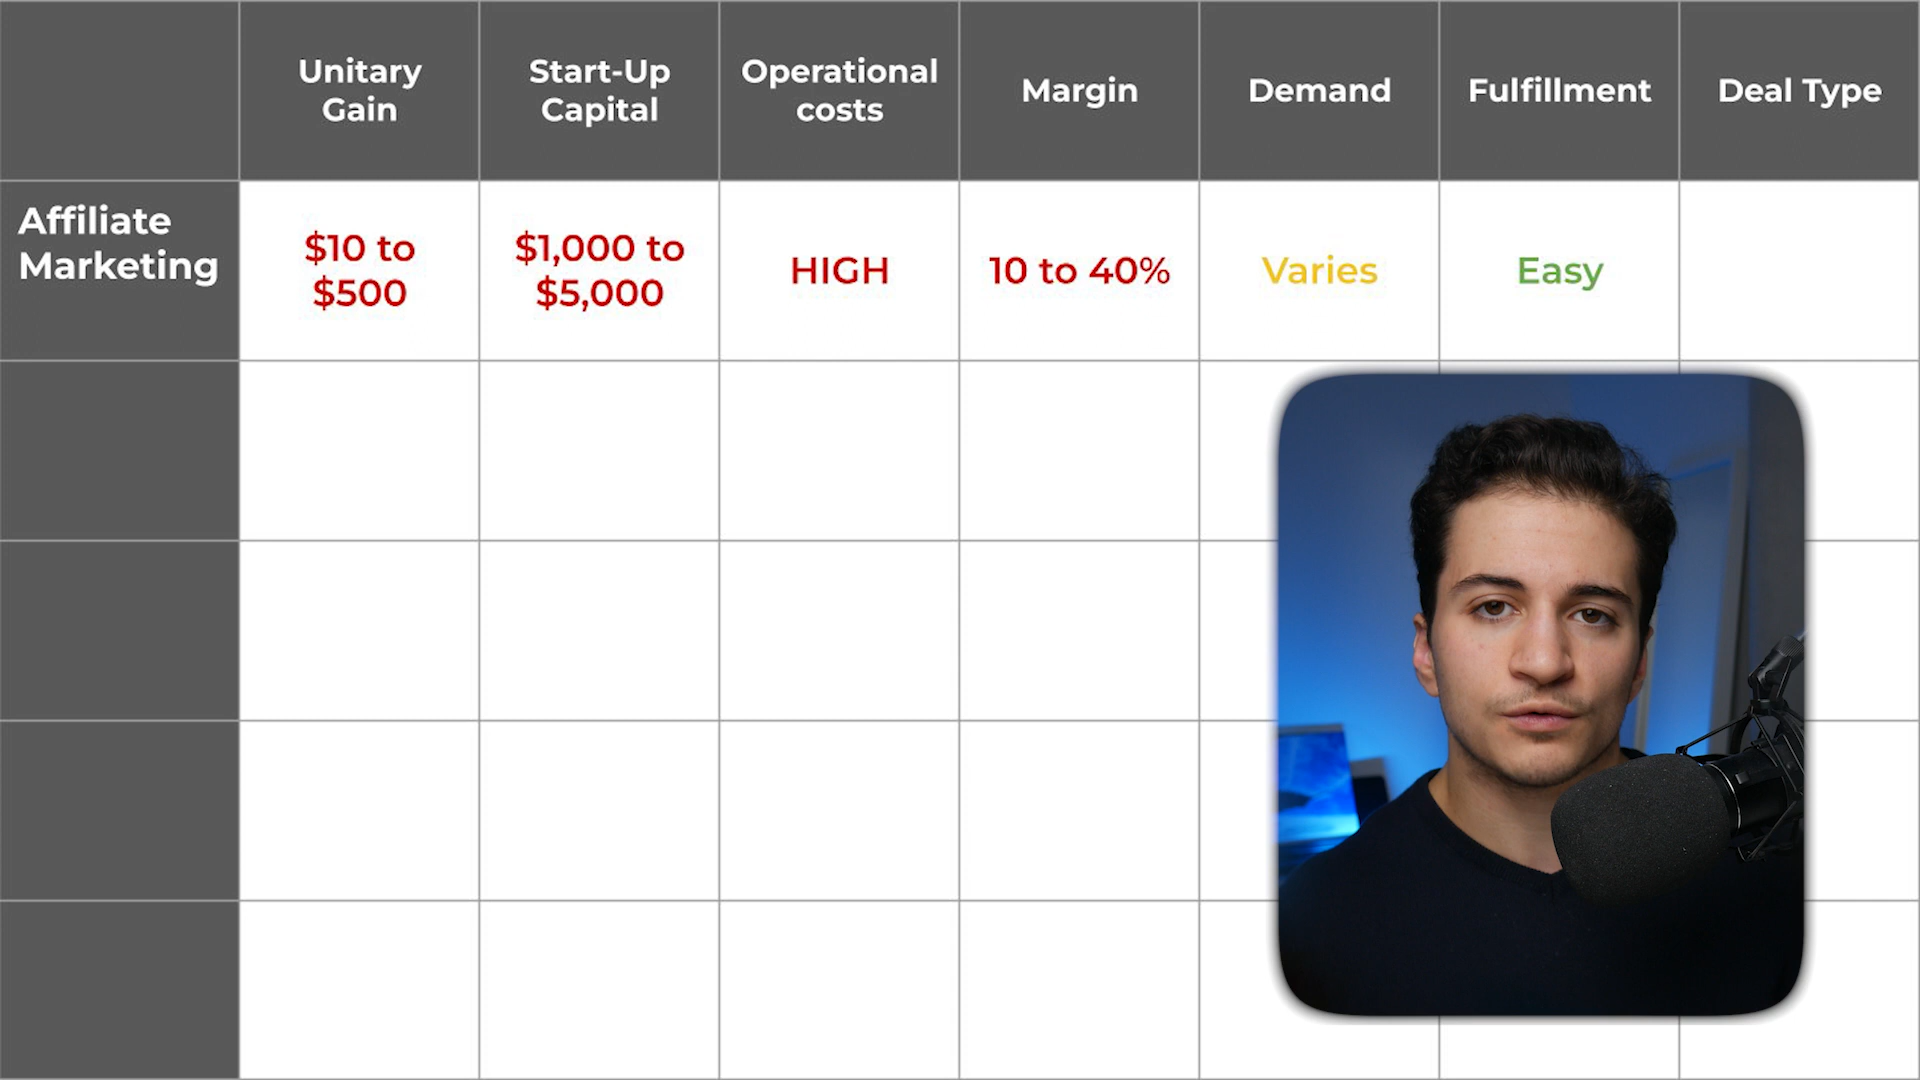 Unitary
Gain
Start-Up
Capital
Operational
costs
Margin
Demand
Fulfillment
Deal Type
Affiliate
Marketing
$10 to
$500
$1,000 to
$5,000
HIGH
10 to 40%
Varies
Easy